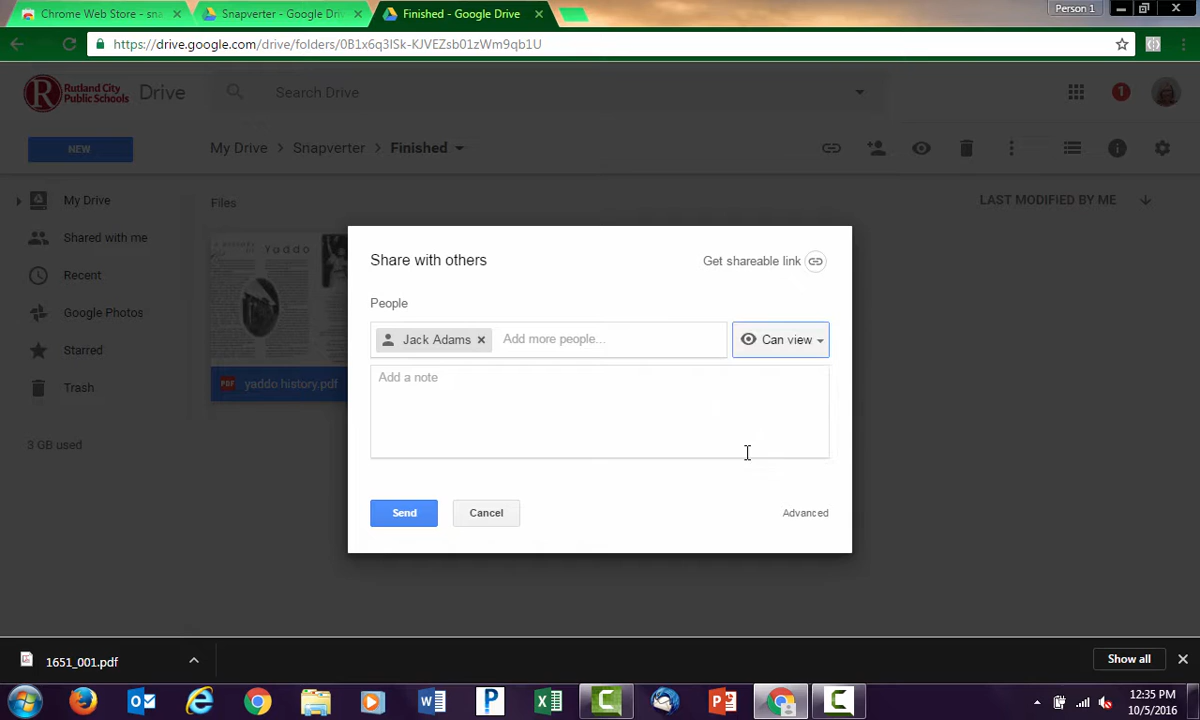 Chrome Web Store - sna
Snapverter - Google Driv
Finished - Google Drive
Person 1
https://drive.google.com/drive/folders/0B1x6q3ISk-KJVEZsb01zWm9qb1U
Rutland City
Public Schools
Drive
Search Drive
1
NEW
My Drive
Snapverter
Finished
My Drive
Shared with me
Recent
Google Photos
Starred
Trash
3 GB used
Files
LAST MODIFIED BY ME
Yaddo
PDF
yaddo history.pdf
Share with others
Get shareable link
People
Jack Adams
Add more people...
Can view
Add a note
Send
Cancel
Advanced
1651_001.pdf
Show all
12:35 PM
10/5/2016